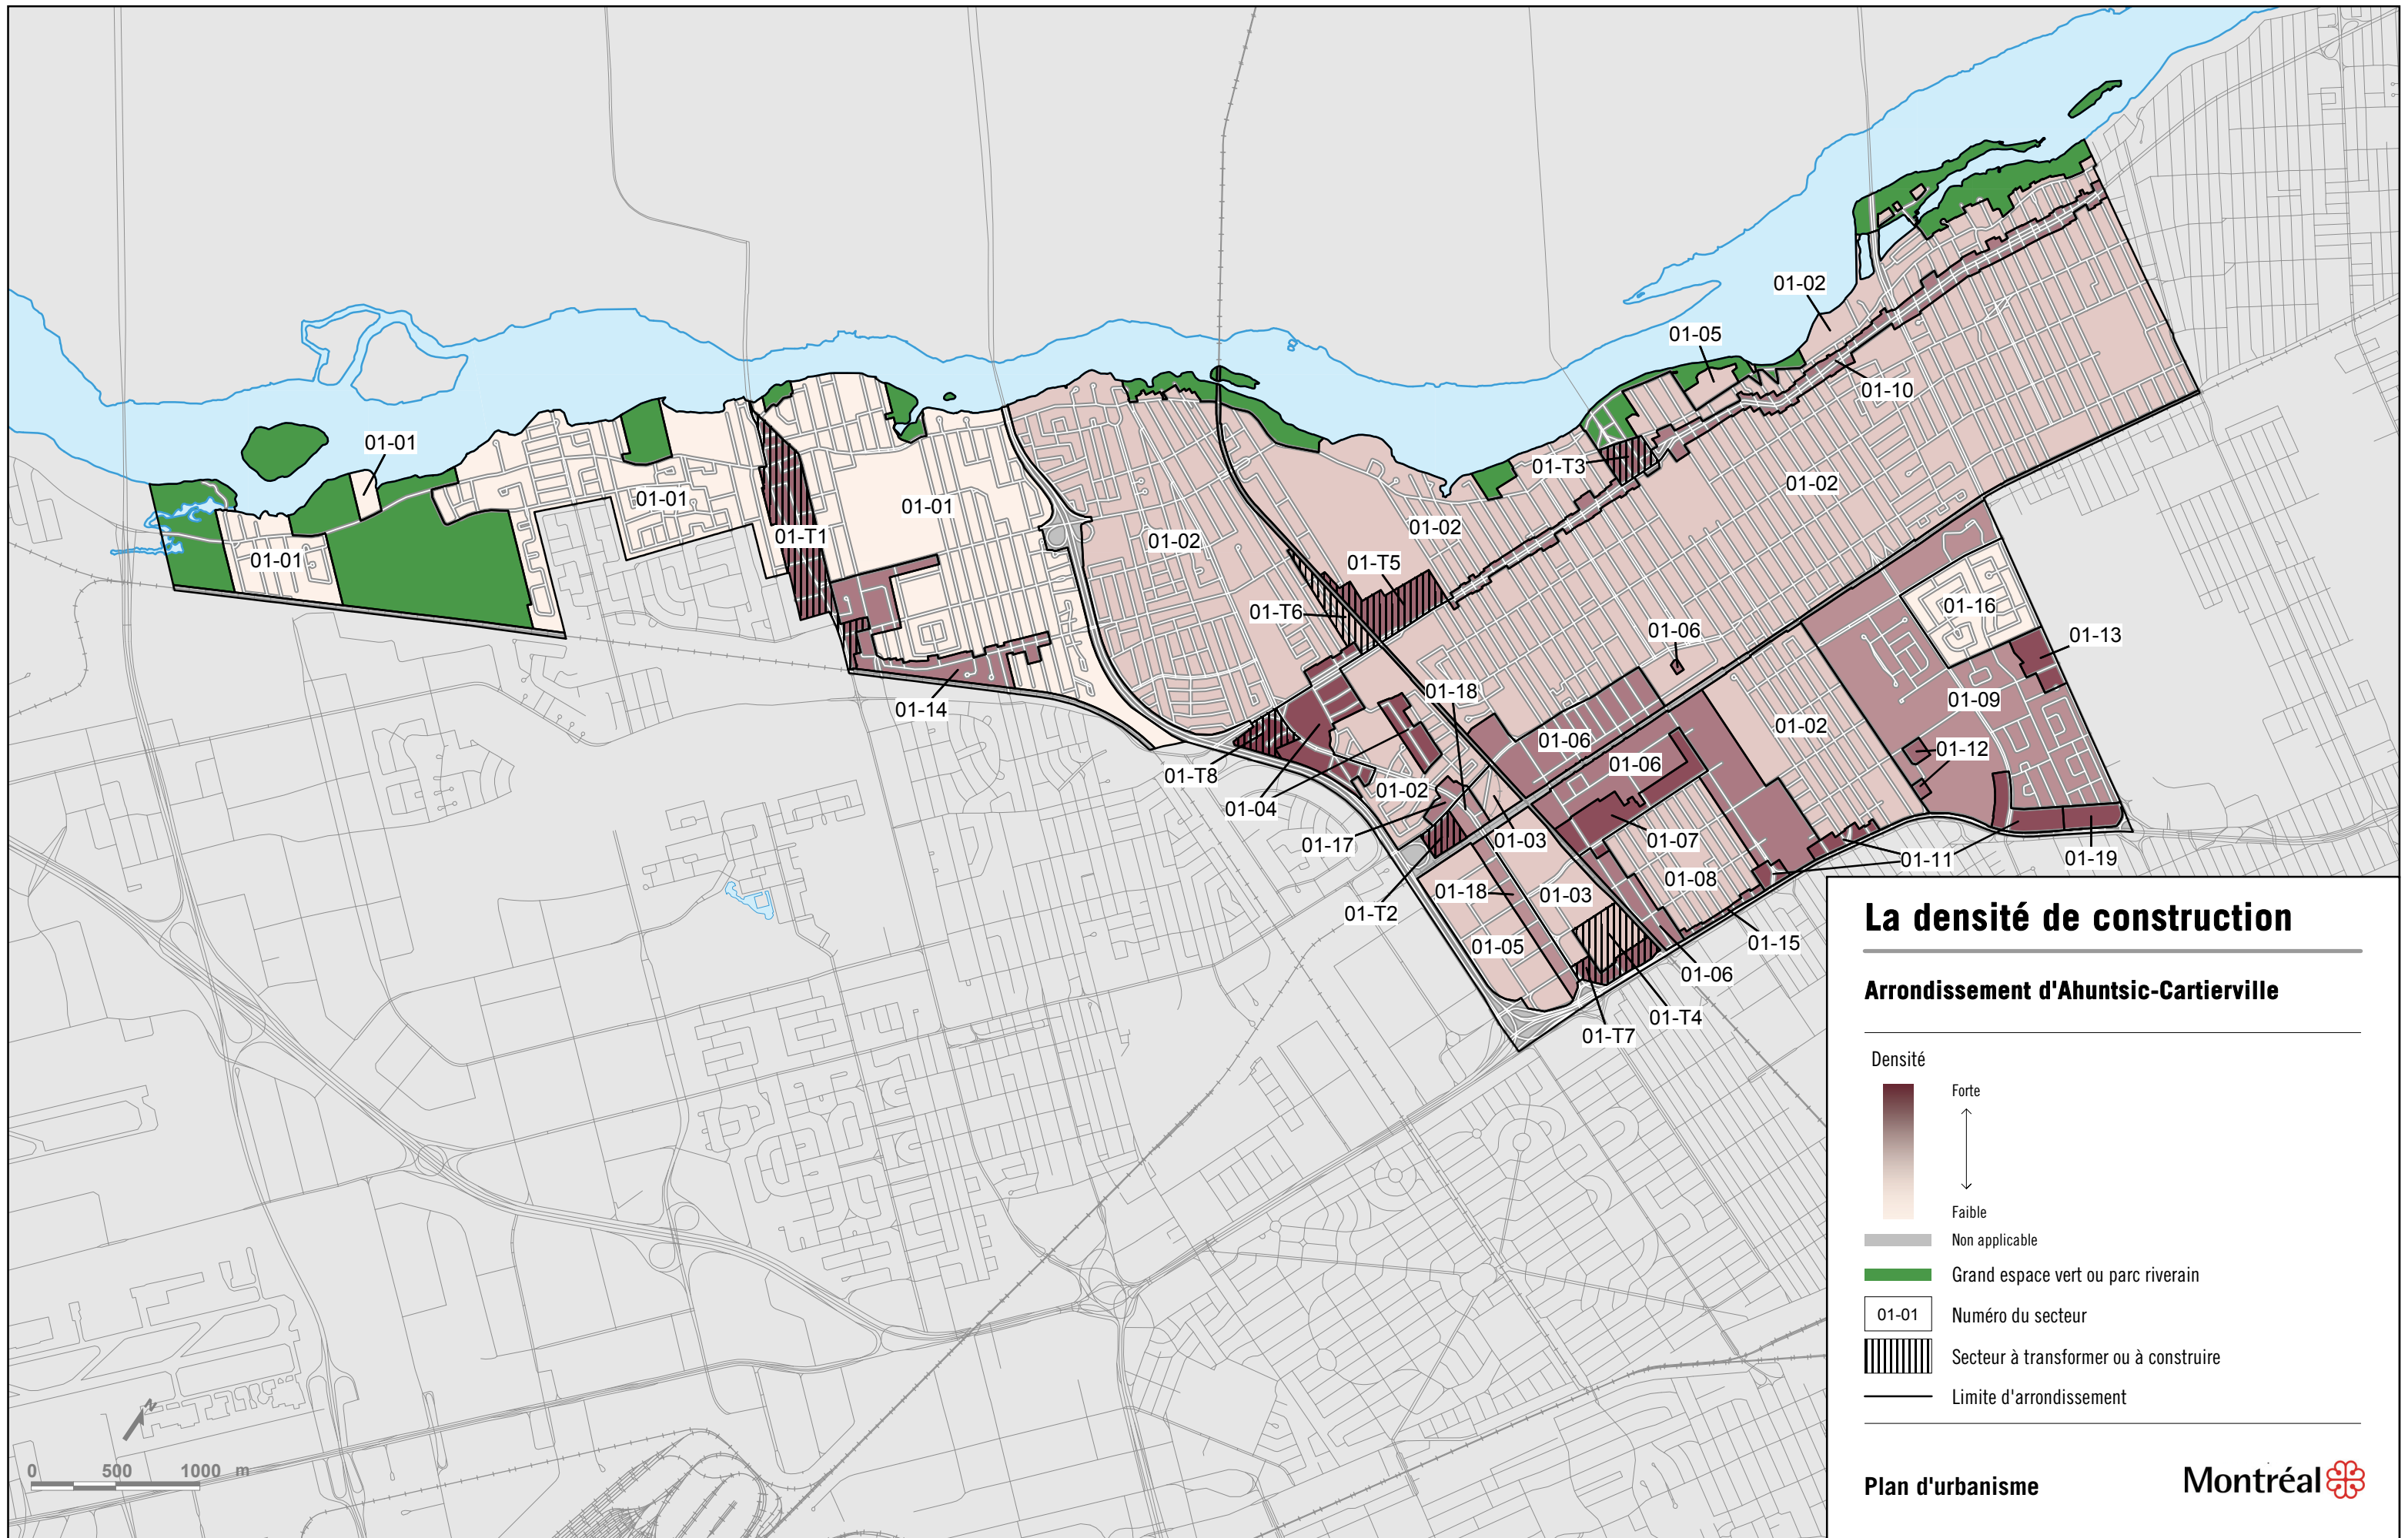 01-02
01-05
01-10
01-01
01-T3
01-02
01-01
01-01
01-02
01-T1
01-02
01-01
01-T5
01-16
01-T6
01-06
01-13
01-18
01-09
01-14
01-02
01-06
01-12
01-06
01-T8
01-02
01-04
01-03
01-07
01-17
01-11
01-19
01-08
01-18
01-03
01-T2
01-15
01-05
01-06
01-T4
01-T7
La densité de construction
Arrondissement d'Ahuntsic-Cartierville
Densité
Forte
Faible
Non applicable
Grand espace vert ou parc riverain
01-01 Numéro du secteur
Secteur à transformer ou à construire
Limite d'arrondissement
Plan d'urbanisme
Montréal
N
0 500 1000 m